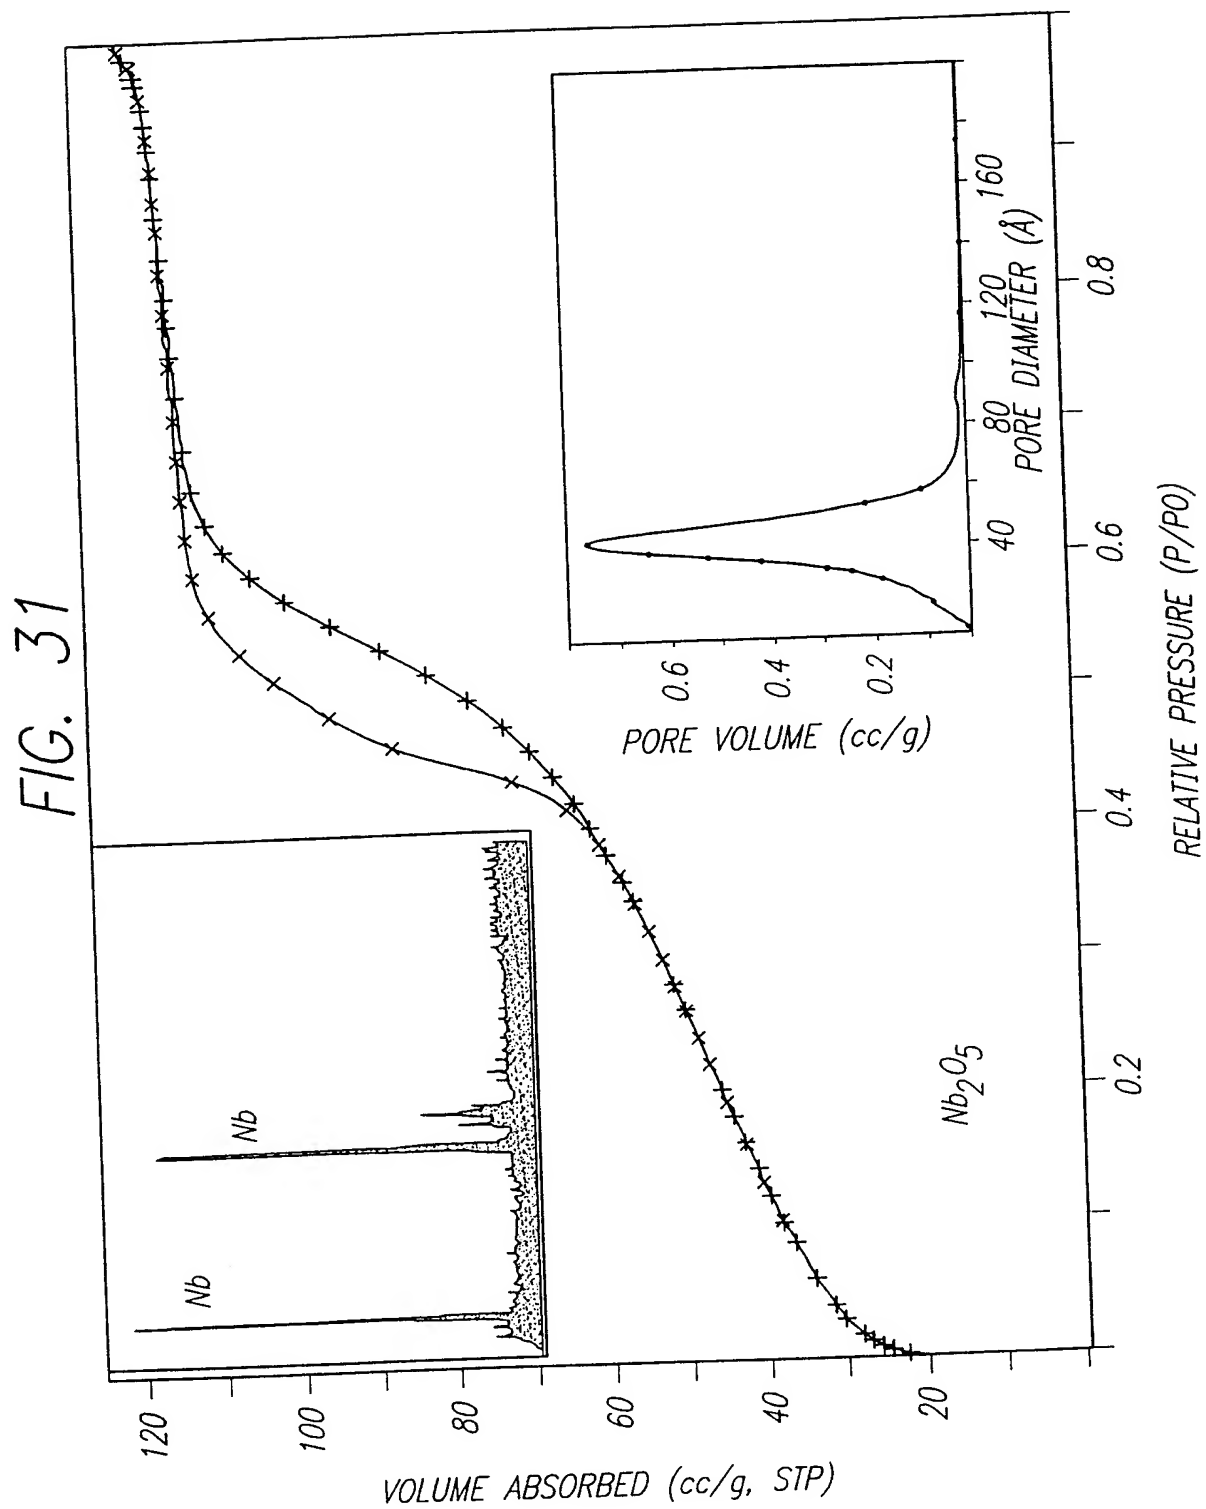 FIG. 31
VOLUME ABSORBED (cc/g, STP)
120
100
80
60
40
20
Nb
Nb
PORE VOLUME (cc/g)
0.6
0.4
0.2
40
80
120
160
PORE DIAMETER (Å)
Nb2O5
0.2
0.4
0.6
0.8
RELATIVE PRESSURE (P/PO)